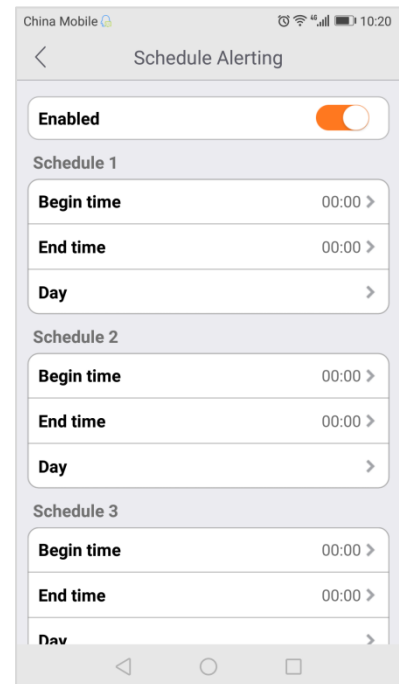 China Mobile 46 10:20
Schedule Alerting
Enabled
Schedule 1
Begin time 00:00
End time 00:00
Day
Schedule 2
Begin time 00:00
End time 00:00
Day
Schedule 3
Begin time 00:00
End time 00:00
Day